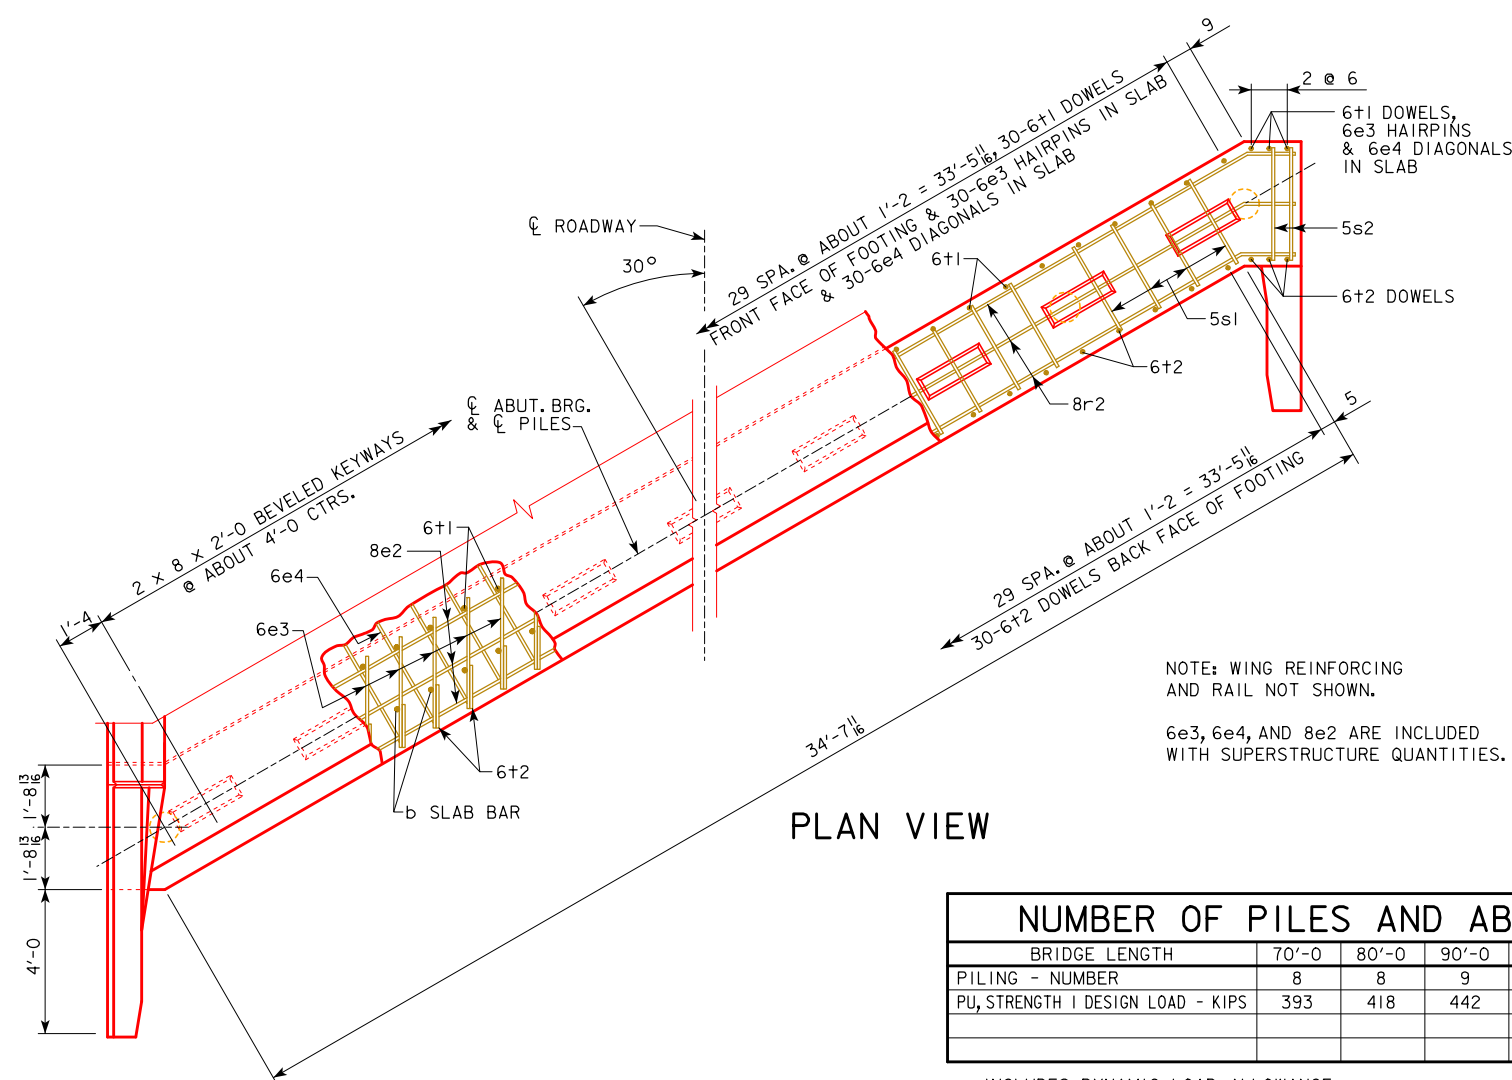 9
2 @ 6
6t1 DOWELS,
6e3 HAIRPINS
& 6e4 DIAGONALS
IN SLAB
29 SPA. @ ABOUT 1'-2 = 33'-5 11/16, 30-6t1 DOWELS
FRONT FACE OF FOOTING & 30-6e3 HAIRPINS IN SLAB
& 30-6e4 DIAGONALS IN SLAB
℄ ROADWAY
30°
6t1
5s2
6t2 DOWELS
5s1
6t2
8r2
5
℄ ABUT. BRG.
& ℄ PILES
2 x 8 x 2'-0 BEVELED KEYWAYS
@ ABOUT 4'-0 CTRS.
1'-4
6t1
8e2
6e4
6e3
6t2
b SLAB BAR
29 SPA. @ ABOUT 1'-2 = 33'-5 11/16
30-6t2 DOWELS BACK FACE OF FOOTING
34'-7 11/16
NOTE: WING REINFORCING
AND RAIL NOT SHOWN.
6e3, 6e4, AND 8e2 ARE INCLUDED
WITH SUPERSTRUCTURE QUANTITIES.
1'-8 13/16
1'-8 13/16
4'-0
PLAN VIEW
NUMBER OF PILES AND AB
BRIDGE LENGTH 70'-0 80'-0 90'-0
PILING - NUMBER 8 8 9
PU, STRENGTH I DESIGN LOAD - KIPS 393 418 442
INCLUDES DYNAMIC LOAD ALLOWANCE